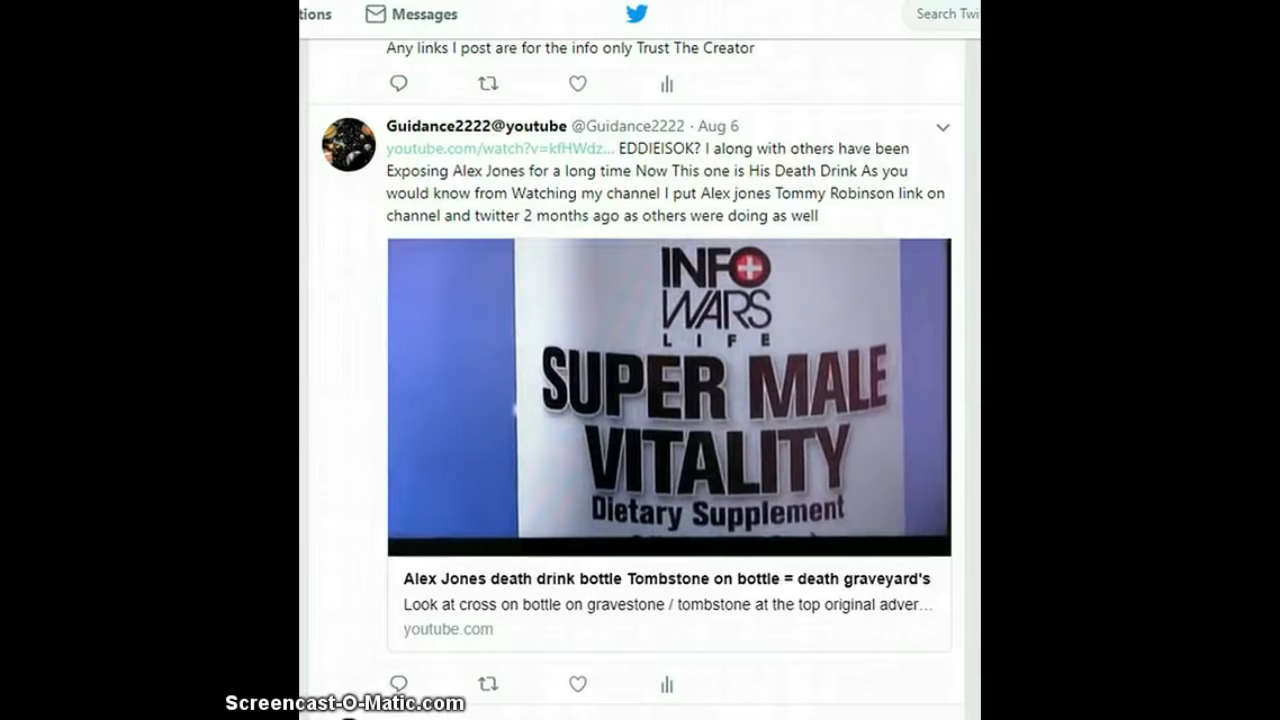 tions Messages Search Twi
Any links I post are for the info only Trust The Creator
Guidance2222@youtube @Guidance2222 · Aug 6
youtube.com/watch?v=kfHWdz... EDDIEISOK? I along with others have been
Exposing Alex Jones for a long time Now This one is His Death Drink As you
would know from Watching my channel I put Alex jones Tommy Robinson link on
channel and twitter 2 months ago as others were doing as well
INFO
WARS
LIFE
SUPER MALE
VITALITY
Dietary Supplement
Alex Jones death drink bottle Tombstone on bottle = death graveyard's
Look at cross on bottle on gravestone / tombstone at the top original adver...
youtube.com
Screencast-O-Matic.com